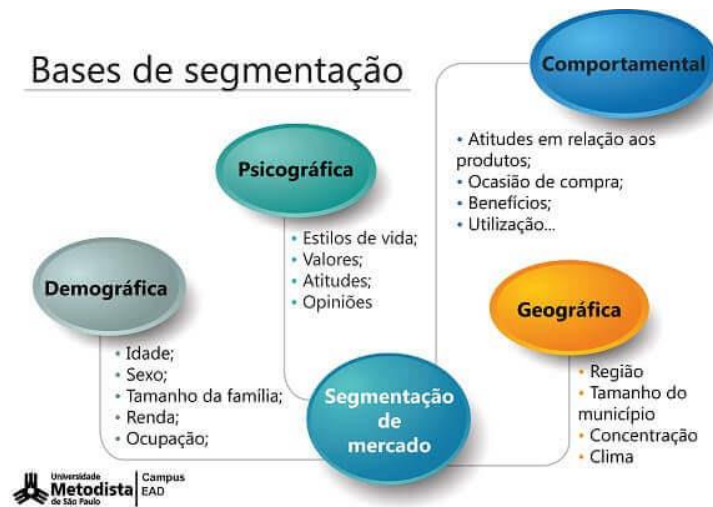 Bases de segmentação
Comportamental
• Atitudes em relação aos
produtos;
• Ocasião de compra;
• Benefícios;
• Utilização...
Psicográfica
• Estilos de vida;
• Valores;
• Atitudes;
• Opiniões
Demográfica
• Idade;
• Sexo;
• Tamanho da família;
• Renda;
• Ocupação;
Geográfica
• Região
• Tamanho do
município
• Concentração
• Clima
Segmentação
de
mercado
Universidade
Metodista
de São Paulo
Campus
EAD